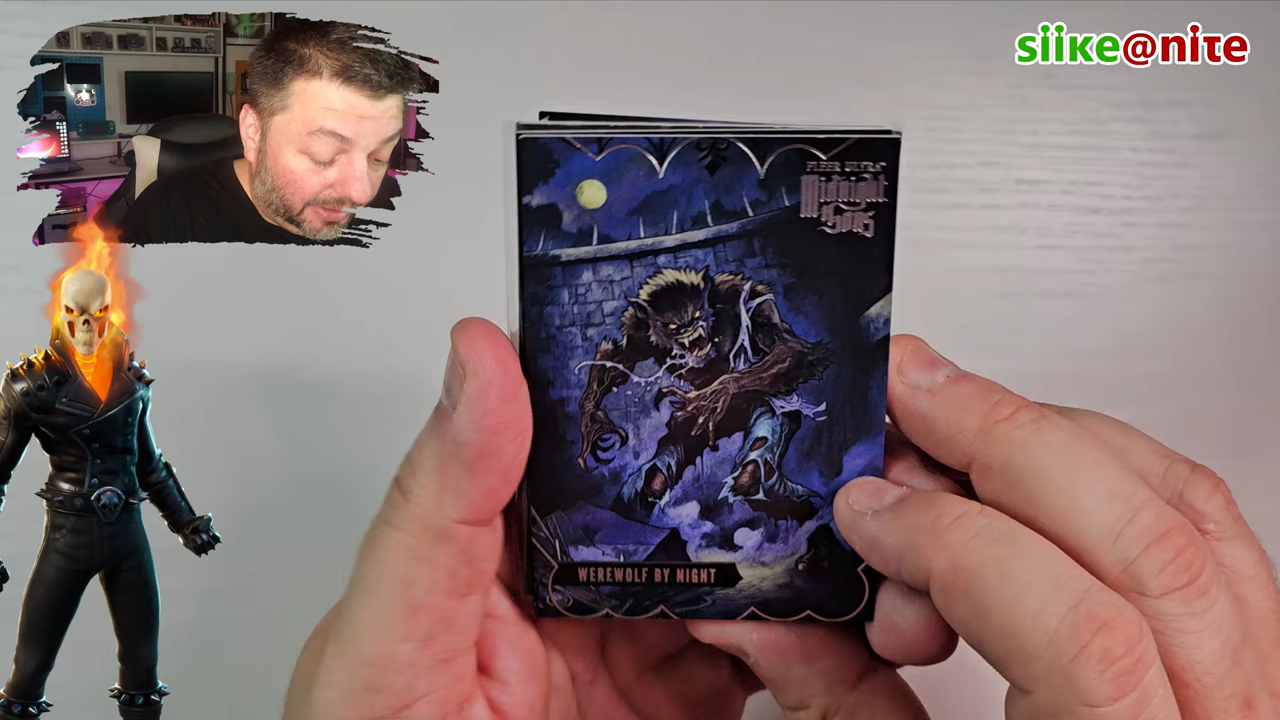 siike@nite
FLEER ULTRA
Midnight
Sons
WEREWOLF BY NIGHT